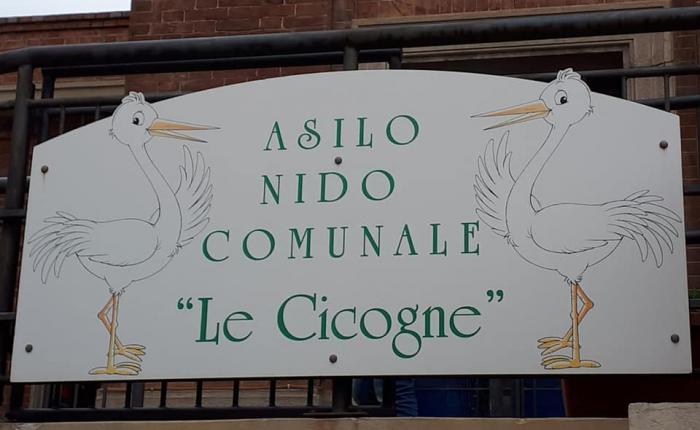 ASILO
NIDO
COMUNALE
“Le Cicogne”